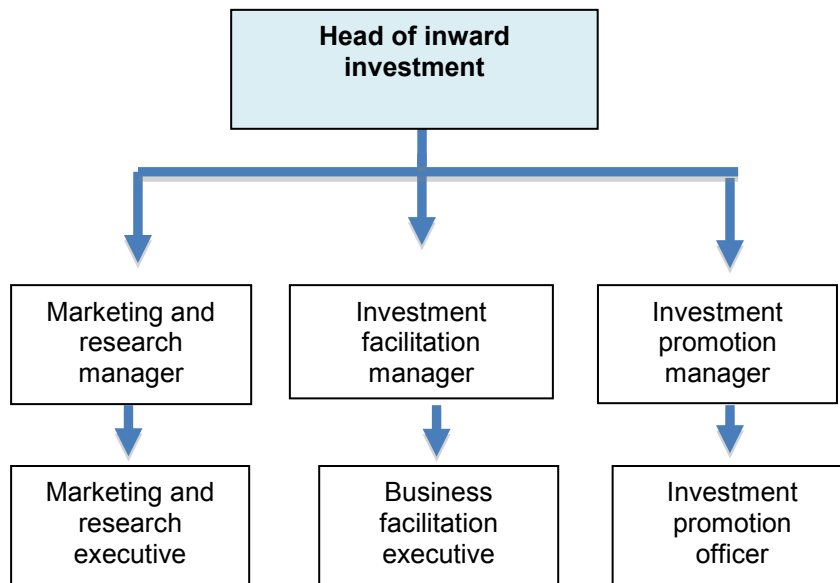 Head of inward
investment
Marketing and
research
manager
Investment
facilitation
manager
Investment
promotion
manager
Marketing and
research
executive
Business
facilitation
executive
Investment
promotion
officer